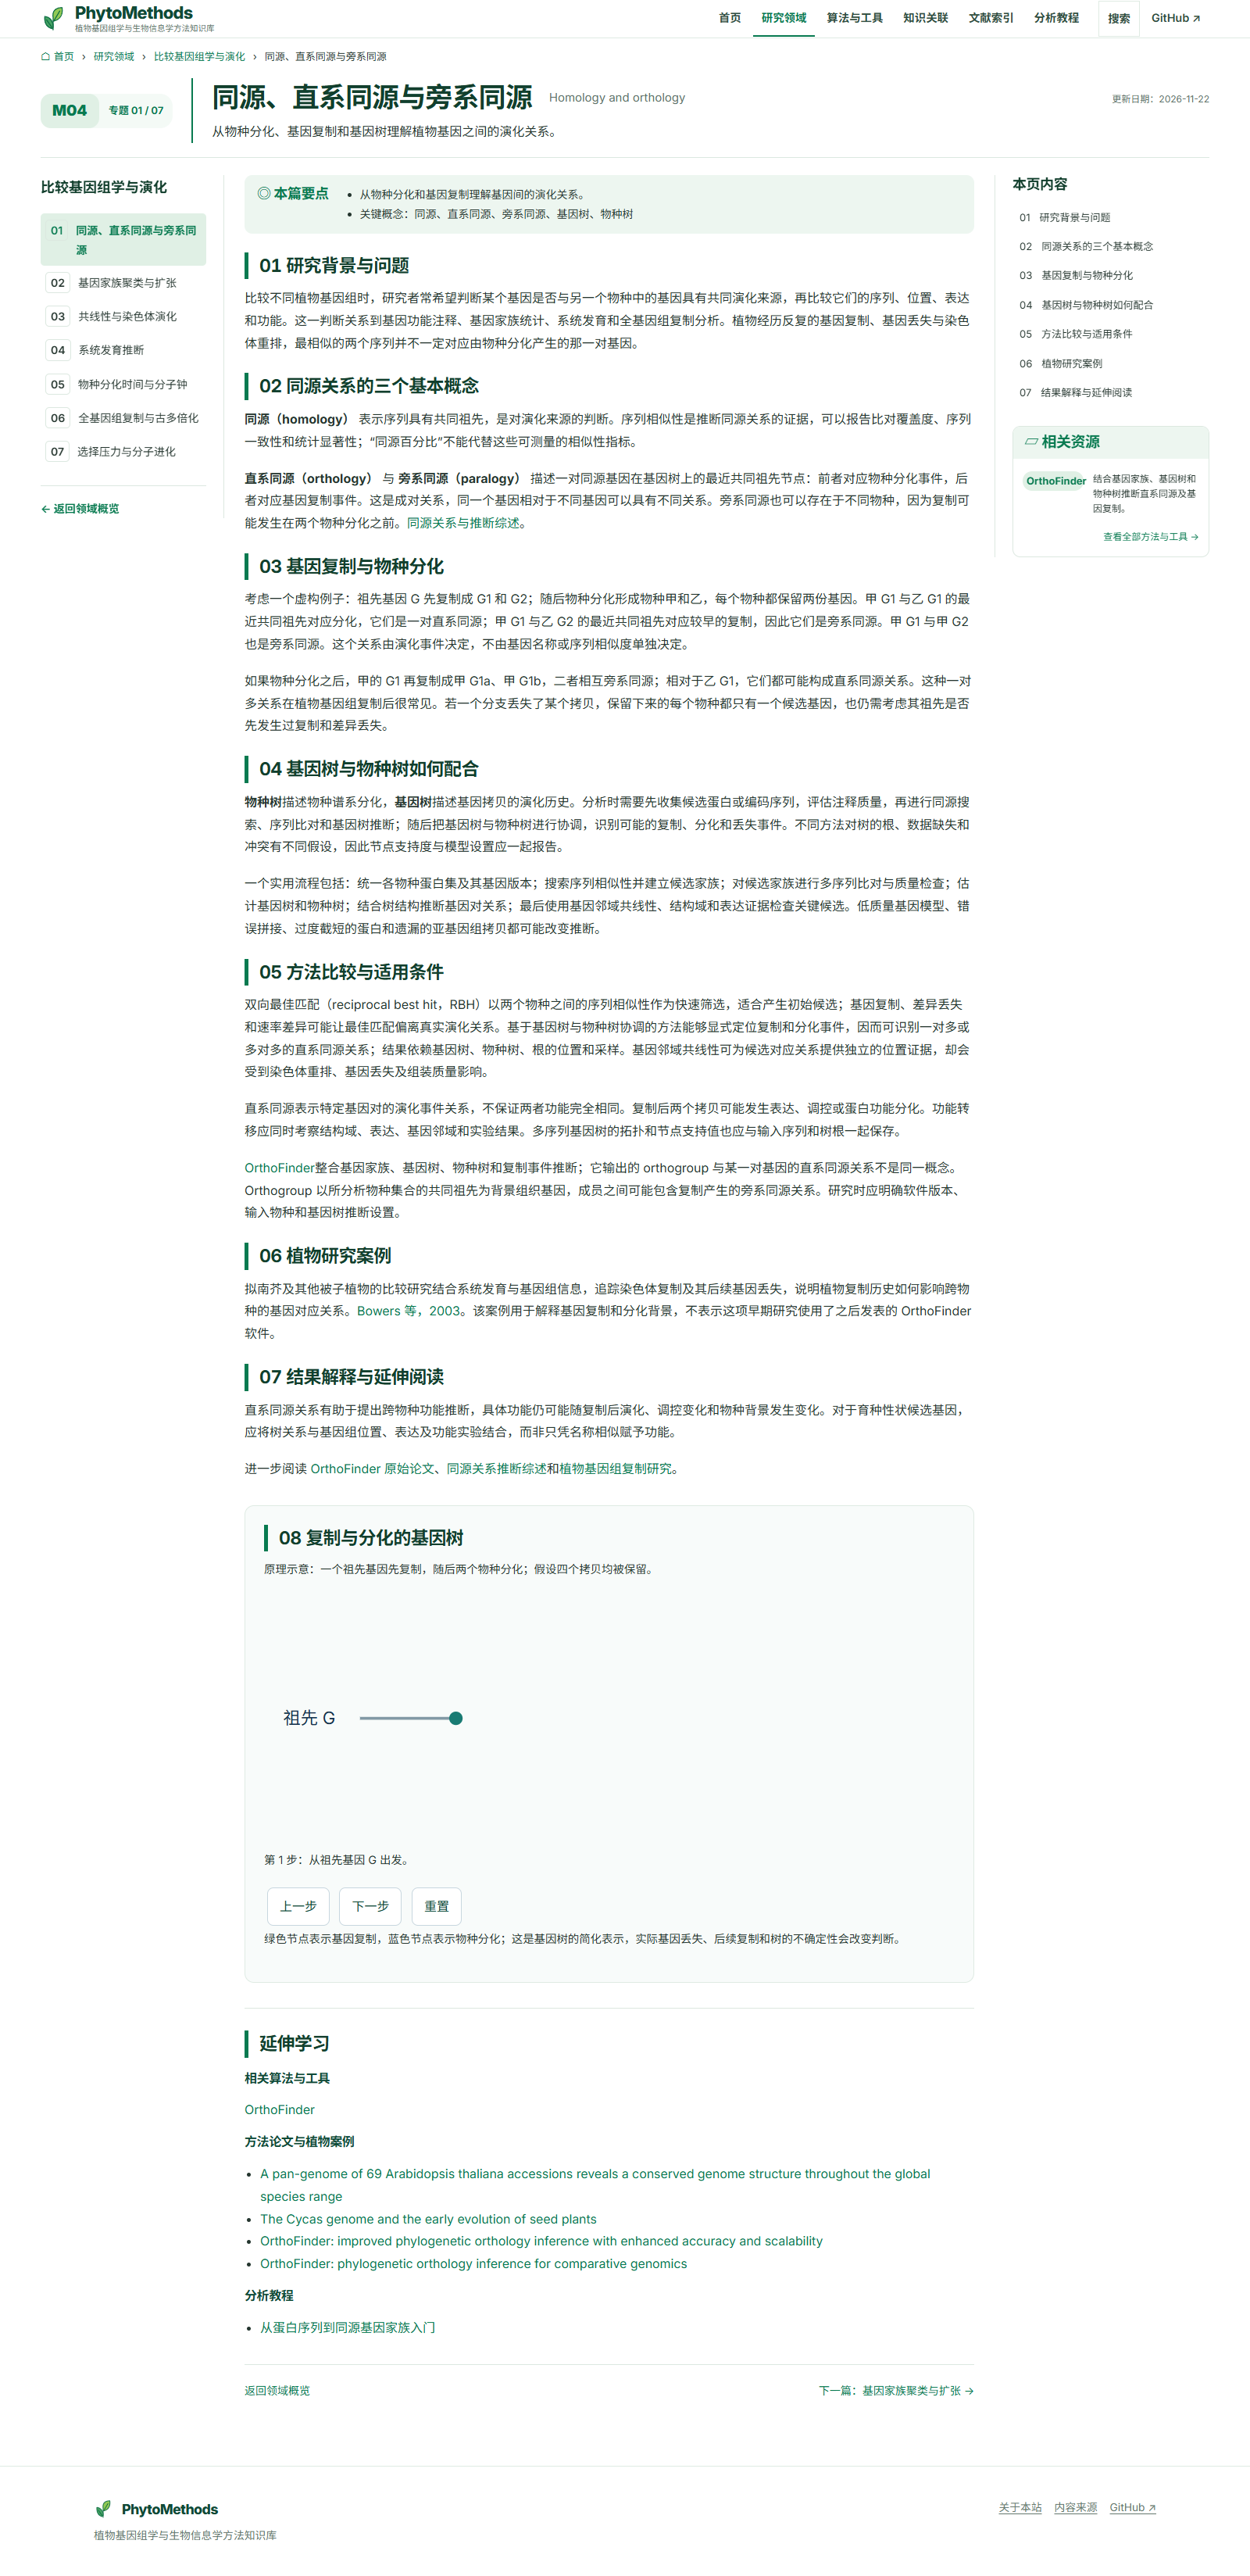 PhytoMethods
植物基因组学与生物信息学方法知识库
首页 研究领域 算法与工具 知识关联 文献索引 分析教程 搜索 GitHub ↗
首页 › 研究领域 › 比较基因组学与演化 › 同源、直系同源与旁系同源
M04 专题 01 / 07
同源、直系同源与旁系同源 Homology and orthology
更新日期：2026-11-22
从物种分化、基因复制和基因树理解植物基因之间的演化关系。
比较基因组学与演化
01 同源、直系同源与旁系同
源
02 基因家族聚类与扩张
03 共线性与染色体演化
04 系统发育推断
05 物种分化时间与分子钟
06 全基因组复制与古多倍化
07 选择压力与分子进化
← 返回领域概览
◎ 本篇要点
• 从物种分化和基因复制理解基因间的演化关系。
• 关键概念：同源、直系同源、旁系同源、基因树、物种树
01 研究背景与问题
比较不同植物基因组时，研究者常希望判断某个基因是否与另一个物种中的基因具有共同演化来源，再比较它们的序列、位置、表达
和功能。这一判断关系到基因功能注释、基因家族统计、系统发育和全基因组复制分析。植物经历反复的基因复制、基因丢失与染色
体重排，最相似的两个序列并不一定对应由物种分化产生的那一对基因。
02 同源关系的三个基本概念
同源（homology） 表示序列具有共同祖先，是对演化来源的判断。序列相似性是推断同源关系的证据，可以报告比对覆盖度、序列
一致性和统计显著性；“同源百分比”不能代替这些可测量的相似性指标。
直系同源（orthology） 与 旁系同源（paralogy） 描述一对同源基因在基因树上的最近共同祖先节点：前者对应物种分化事件，后
者对应基因复制事件。这是成对关系，同一个基因相对于不同基因可以具有不同关系。旁系同源也可以存在于不同物种，因为复制可
能发生在两个物种分化之前。同源关系与推断综述。
03 基因复制与物种分化
考虑一个虚构例子：祖先基因 G 先复制成 G1 和 G2；随后物种分化形成物种甲和乙，每个物种都保留两份基因。甲 G1 与乙 G1 的最
近共同祖先对应分化，它们是一对直系同源；甲 G1 与乙 G2 的最近共同祖先对应较早的复制，因此它们是旁系同源。甲 G1 与甲 G2
也是旁系同源。这个关系由演化事件决定，不由基因名称或序列相似度单独决定。
如果物种分化之后，甲的 G1 再复制成甲 G1a、甲 G1b，二者相互旁系同源；相对于乙 G1，它们都可能构成直系同源关系。这种一对
多关系在植物基因组复制后很常见。若一个分支丢失了某个拷贝，保留下来的每个物种都只有一个候选基因，也仍需考虑其祖先是否
先发生过复制和差异丢失。
04 基因树与物种树如何配合
物种树描述物种谱系分化，基因树描述基因拷贝的演化历史。分析时需要先收集候选蛋白或编码序列，评估注释质量，再进行同源搜
索、序列比对和基因树推断；随后把基因树与物种树进行协调，识别可能的复制、分化和丢失事件。不同方法对树的根、数据缺失和
冲突有不同假设，因此节点支持度与模型设置应一起报告。
一个实用流程包括：统一各物种蛋白集及其基因版本；搜索序列相似性并建立候选家族；对候选家族进行多序列比对与质量检查；估
计基因树和物种树；结合树结构推断基因对关系；最后使用基因邻域共线性、结构域和表达证据检查关键候选。低质量基因模型、错
误拼接、过度截短的蛋白和遗漏的亚基因组拷贝都可能改变推断。
05 方法比较与适用条件
双向最佳匹配（reciprocal best hit，RBH）以两个物种之间的序列相似性作为快速筛选，适合产生初始候选；基因复制、差异丢失
和速率差异可能让最佳匹配偏离真实演化关系。基于基因树与物种树协调的方法能够显式定位复制和分化事件，因而可识别一对多或
多对多的直系同源关系；结果依赖基因树、物种树、根的位置和采样。基因邻域共线性可为候选对应关系提供独立的位置证据，却会
受到染色体重排、基因丢失及组装质量影响。
直系同源表示特定基因对的演化事件关系，不保证两者功能完全相同。复制后两个拷贝可能发生表达、调控或蛋白功能分化。功能转
移应同时考察结构域、表达、基因邻域和实验结果。多序列基因树的拓扑和节点支持值也应与输入序列和树根一起保存。
OrthoFinder整合基因家族、基因树、物种树和复制事件推断；它输出的 orthogroup 与某一对基因的直系同源关系不是同一概念。
Orthogroup 以所分析物种集合的共同祖先为背景组织基因，成员之间可能包含复制产生的旁系同源关系。研究时应明确软件版本、
输入物种和基因树推断设置。
06 植物研究案例
拟南芥及其他被子植物的比较研究结合系统发育与基因组信息，追踪染色体复制及其后续基因丢失，说明植物复制历史如何影响跨物
种的基因对应关系。Bowers 等，2003。该案例用于解释基因复制和分化背景，不表示这项早期研究使用了之后发表的 OrthoFinder
软件。
07 结果解释与延伸阅读
直系同源关系有助于提出跨物种功能推断，具体功能仍可能随复制后演化、调控变化和物种背景发生变化。对于育种性状候选基因，
应将树关系与基因组位置、表达及功能实验结合，而非只凭名称相似赋予功能。
进一步阅读 OrthoFinder 原始论文、同源关系推断综述和植物基因组复制研究。
08 复制与分化的基因树
原理示意：一个祖先基因先复制，随后两个物种分化；假设四个拷贝均被保留。
祖先 G
第 1 步：从祖先基因 G 出发。
上一步 下一步 重置
绿色节点表示基因复制，蓝色节点表示物种分化；这是基因树的简化表示，实际基因丢失、后续复制和树的不确定性会改变判断。
延伸学习
相关算法与工具
OrthoFinder
方法论文与植物案例
• A pan-genome of 69 Arabidopsis thaliana accessions reveals a conserved genome structure throughout the global
species range
• The Cycas genome and the early evolution of seed plants
• OrthoFinder: improved phylogenetic orthology inference with enhanced accuracy and scalability
• OrthoFinder: phylogenetic orthology inference for comparative genomics
分析教程
• 从蛋白序列到同源基因家族入门
返回领域概览 下一篇：基因家族聚类与扩张 →
本页内容
01 研究背景与问题
02 同源关系的三个基本概念
03 基因复制与物种分化
04 基因树与物种树如何配合
05 方法比较与适用条件
06 植物研究案例
07 结果解释与延伸阅读
▱ 相关资源
OrthoFinder 结合基因家族、基因树和
物种树推断直系同源及基
因复制。
查看全部方法与工具 →
PhytoMethods
植物基因组学与生物信息学方法知识库
关于本站 内容来源 GitHub ↗